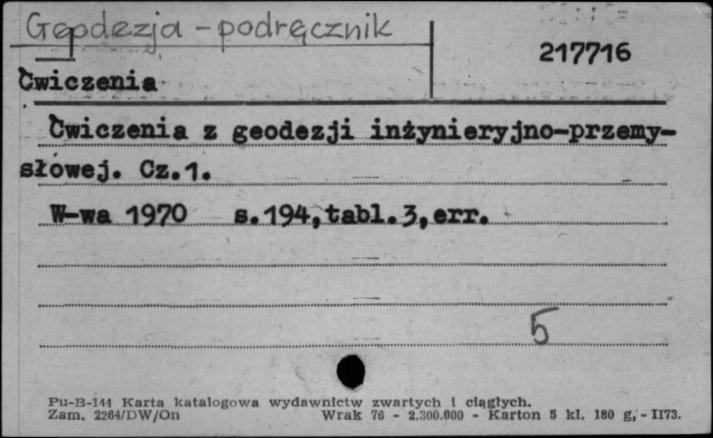 Geodezja - podręcznik
217716
Ćwiczenia
Ćwiczenia z geodezji inżynieryjno-przemy-
słowej. Cz.1.
W-wa 1970 s.194,tabl.3,err.
5
Pu-B-144 Karta katalogowa wydawnictw zwartych i ciągłych.
Zam. 2264/DW/On Wrak 76 - 2.300.000 - Karton 5 kl. 180 g, - II73.